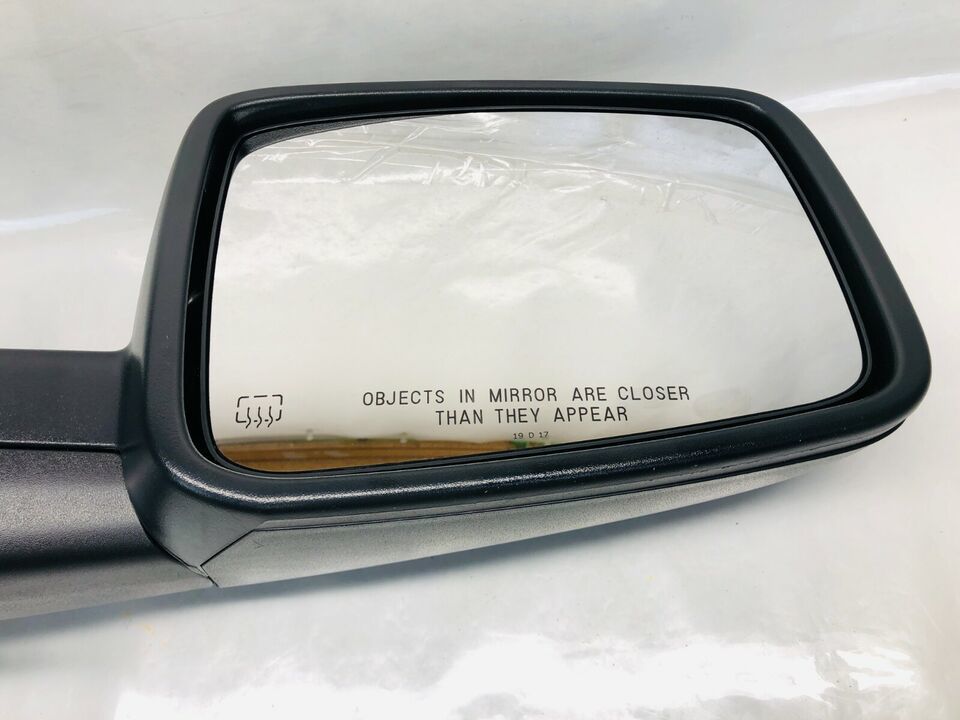 OBJECTS IN MIRROR ARE CLOSER
THAN THEY APPEAR
19 D 17